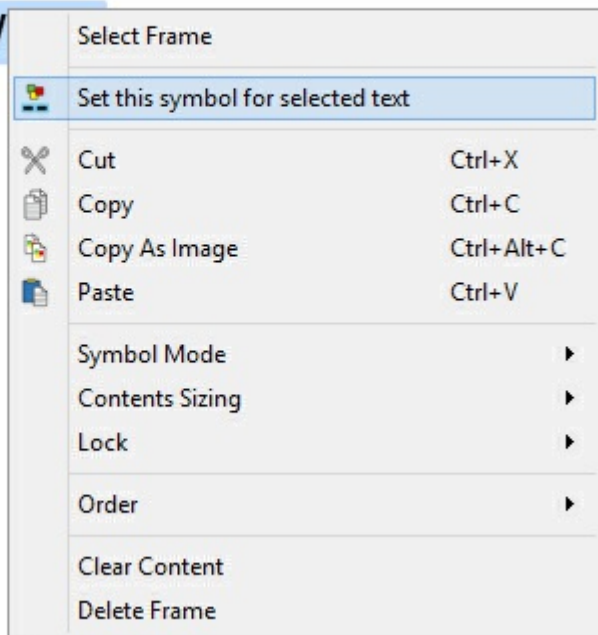 Select Frame
Set this symbol for selected text
Cut Ctrl+X
Copy Ctrl+C
Copy As Image Ctrl+Alt+C
Paste Ctrl+V
Symbol Mode
Contents Sizing
Lock
Order
Clear Content
Delete Frame